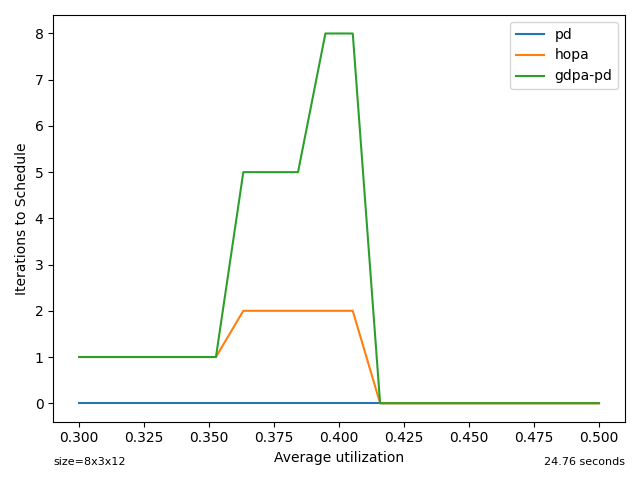 pd
hopa
gdpa-pd
8
7
6
5
4
3
2
1
0
Iterations to Schedule
0.300 0.325 0.350 0.375 0.400 0.425 0.450 0.475 0.500
Average utilization
size=8x3x12
24.76 seconds